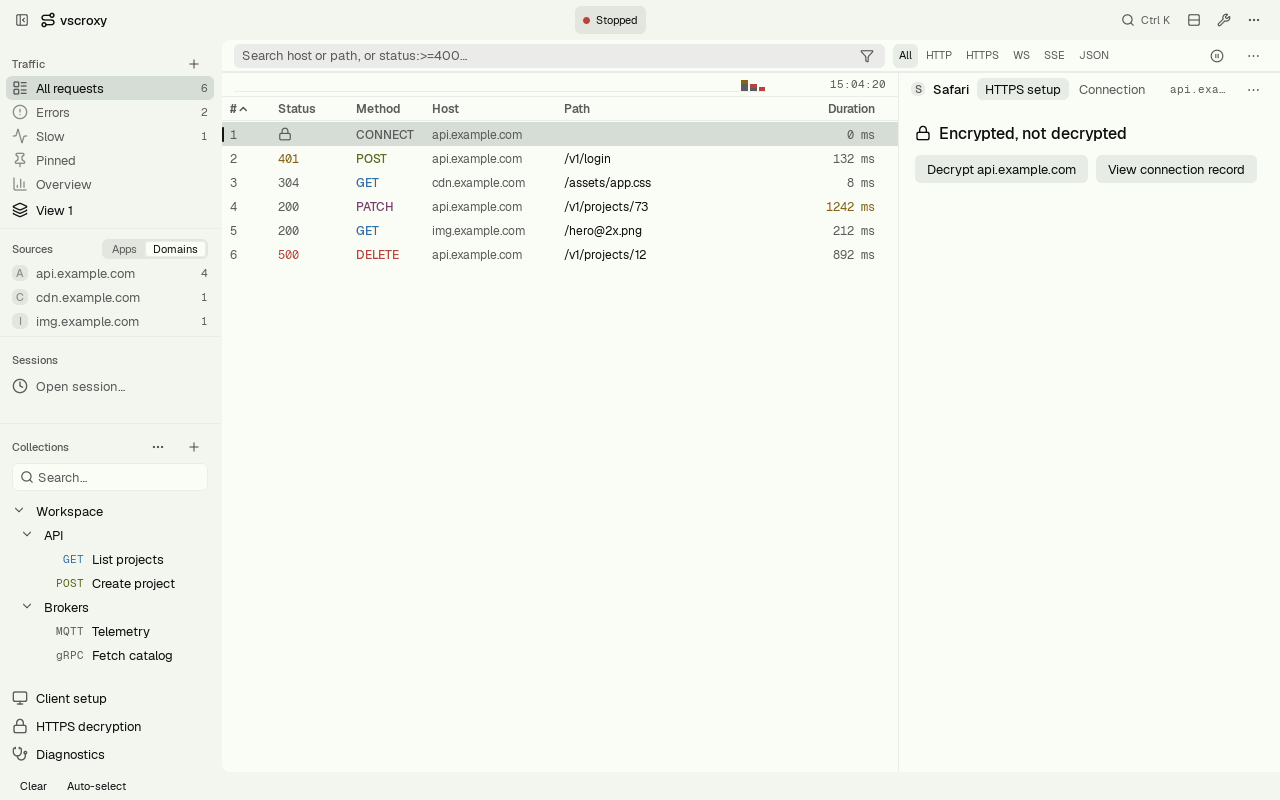 vscroxy
Stopped
Ctrl K
Traffic
All requests 6
Errors 2
Slow 1
Pinned
Overview
View 1
Sources Apps Domains
A api.example.com 4
C cdn.example.com 1
I img.example.com 1
Sessions
Open session...
Collections
Search...
Workspace
API
GET List projects
POST Create project
Brokers
MQTT Telemetry
gRPC Fetch catalog
Client setup
HTTPS decryption
Diagnostics
Clear Auto-select
Search host or path, or status:>=400...
All HTTP HTTPS WS SSE JSON
15:04:20
# Status Method Host Path Duration
1 CONNECT api.example.com 0 ms
2 401 POST api.example.com /v1/login 132 ms
3 304 GET cdn.example.com /assets/app.css 8 ms
4 200 PATCH api.example.com /v1/projects/73 1242 ms
5 200 GET img.example.com /hero@2x.png 212 ms
6 500 DELETE api.example.com /v1/projects/12 892 ms
S Safari HTTPS setup Connection api.exa...
Encrypted, not decrypted
Decrypt api.example.com View connection record